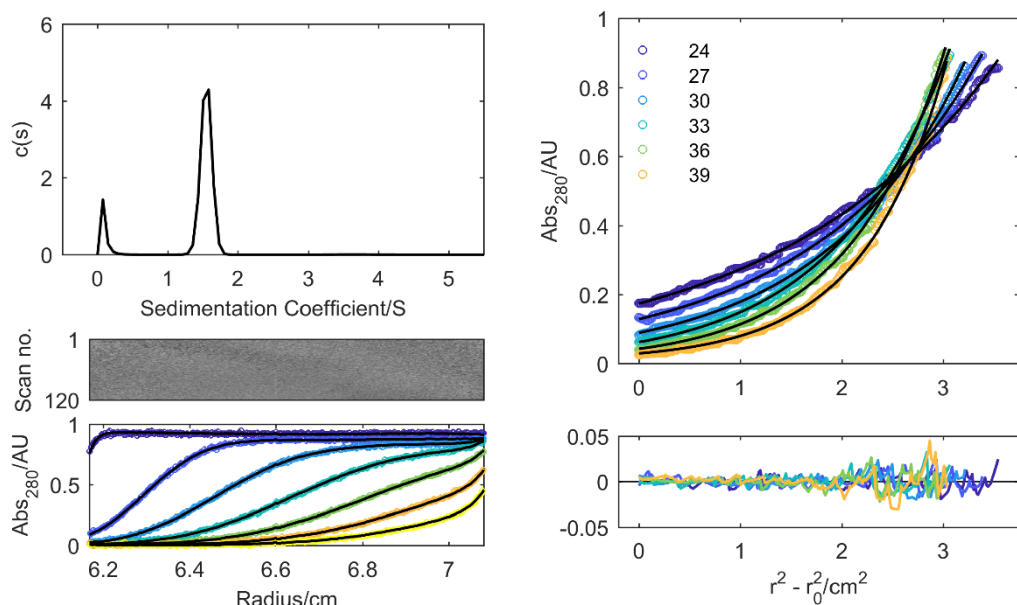 6
4
2
0
c(s)
0 1 2 3 4 5
Sedimentation Coefficient/S
1
120
Scan no.
1
0.5
0
Abs280/AU
6.2 6.4 6.6 6.8 7
Radius/cm
1
0.8
0.6
0.4
0.2
0
Abs280/AU
24
27
30
33
36
39
0 1 2 3
0.05
0
-0.05
0 1 2 3
r² - r₀²/cm²